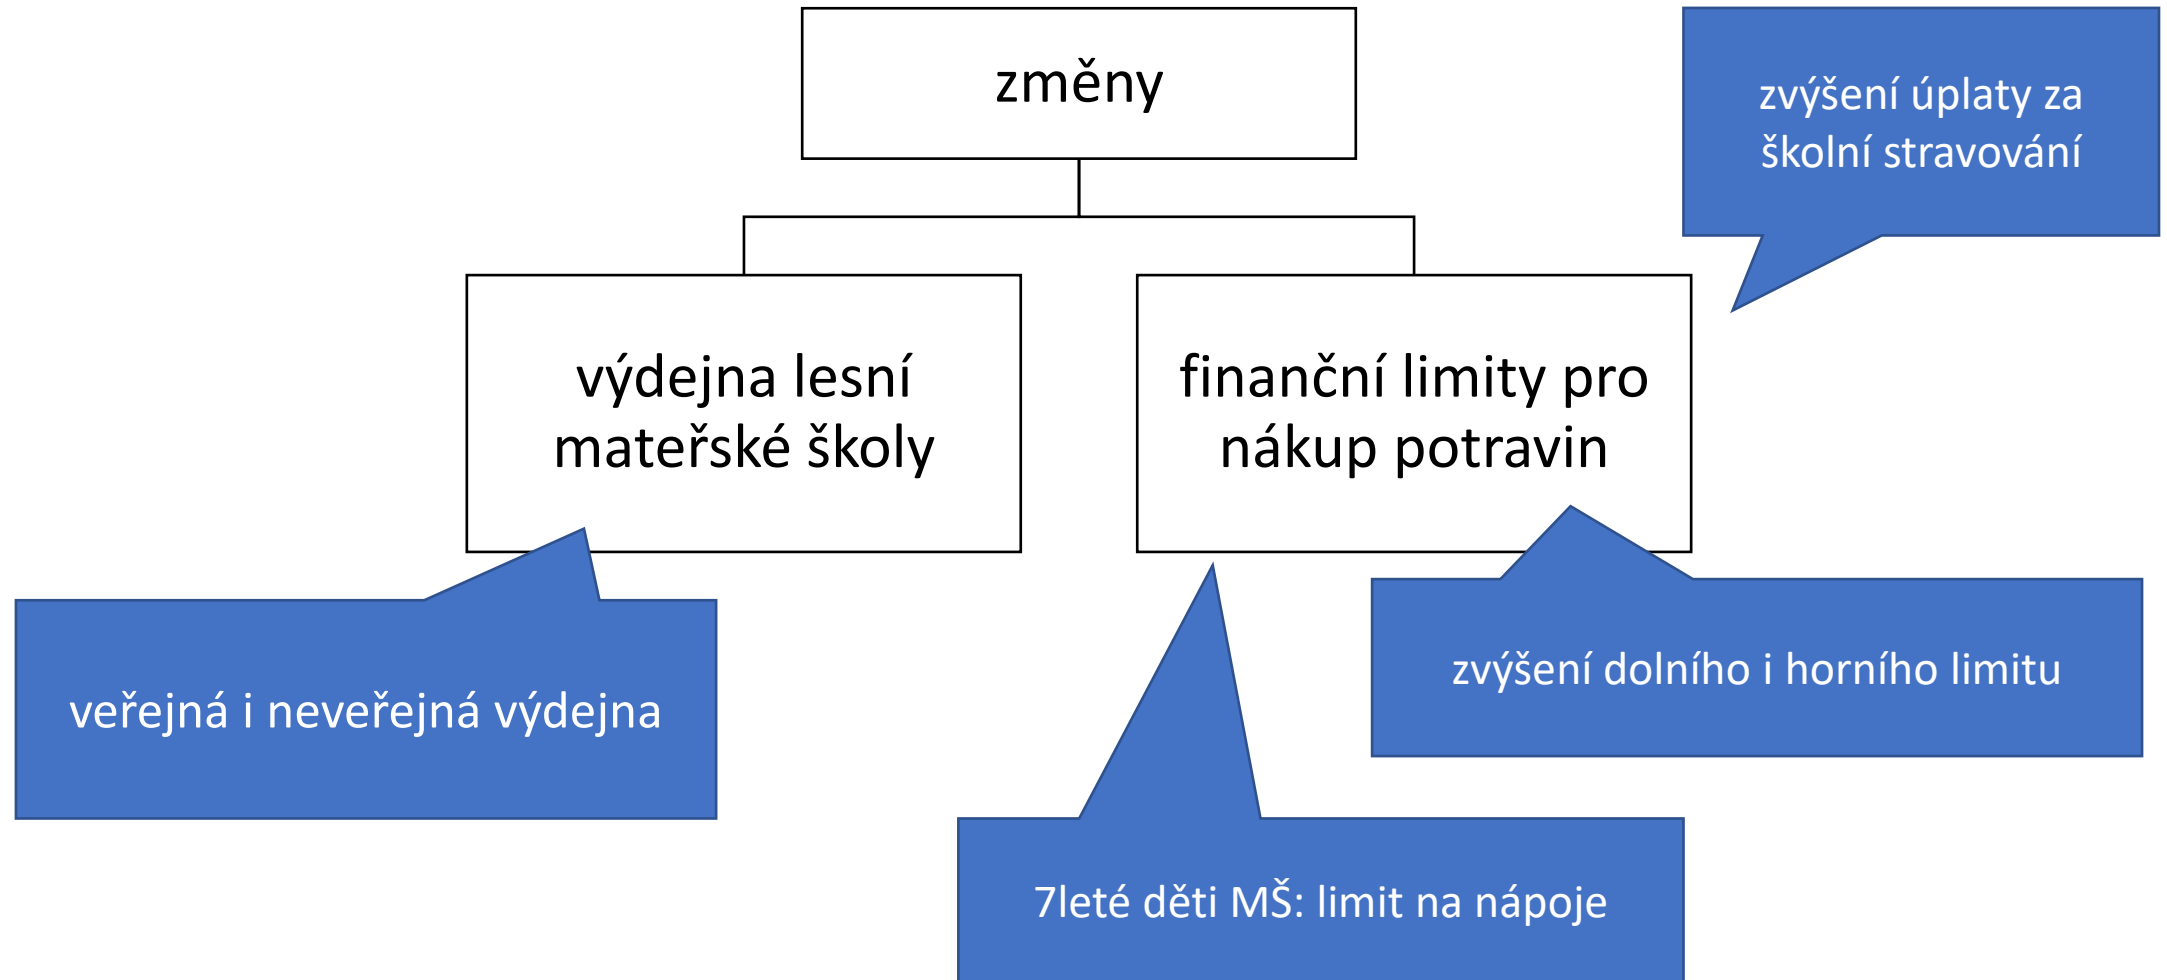 změny
zvýšení úplaty za
školní stravování
výdejna lesní
mateřské školy
finanční limity pro
nákup potravin
veřejná i neveřejná výdejna
zvýšení dolního i horního limitu
7leté děti MŠ: limit na nápoje